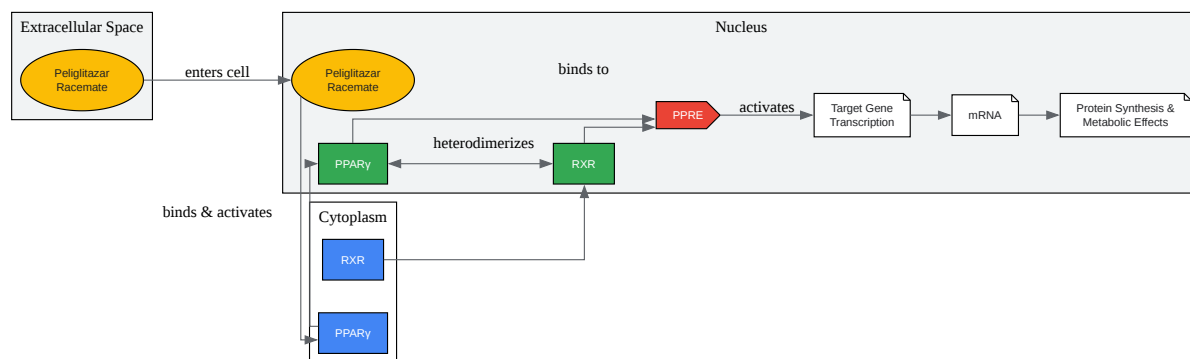 Extracellular Space
Peliglitazar
Racemate
enters cell
Nucleus
Peliglitazar
Racemate
binds to
PPRE
activates
Target Gene
Transcription
mRNA
Protein Synthesis &
Metabolic Effects
PPARγ
heterodimerizes
RXR
binds & activates
Cytoplasm
RXR
PPARγ